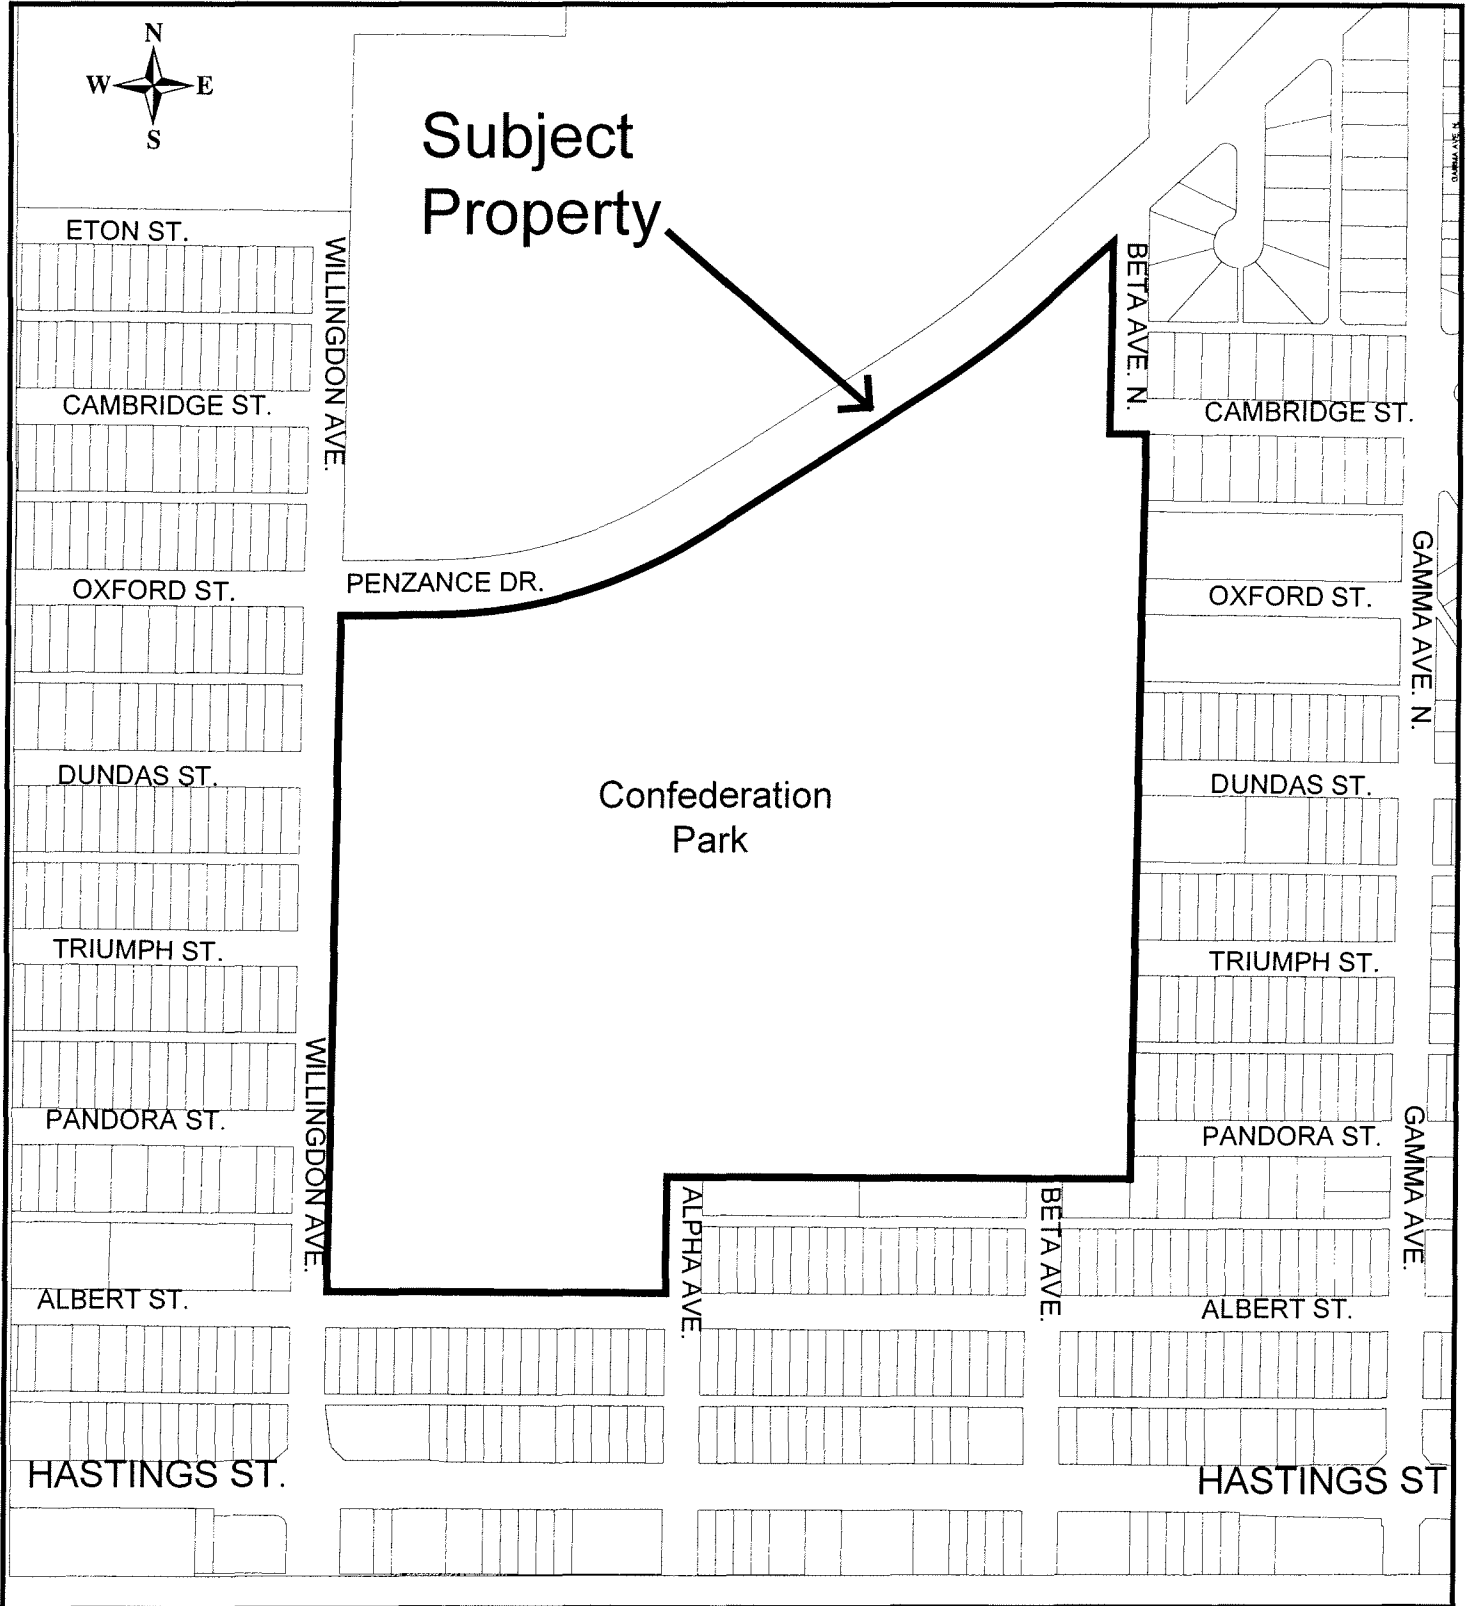 N
W E
S
Subject
Property
ETON ST.
WILLINGDON AVE.
BETA AVE. N.
CAMBRIDGE ST.
CAMBRIDGE ST.
PENZANCE DR.
OXFORD ST.
OXFORD ST.
GAMMA AVE. N.
DUNDAS ST.
DUNDAS ST.
Confederation
Park
TRIUMPH ST.
TRIUMPH ST.
WILLINGDON AVE.
PANDORA ST.
PANDORA ST.
GAMMA AVE.
ALPHA AVE.
BETA AVE.
ALBERT ST.
ALBERT ST.
HASTINGS ST.
HASTINGS ST